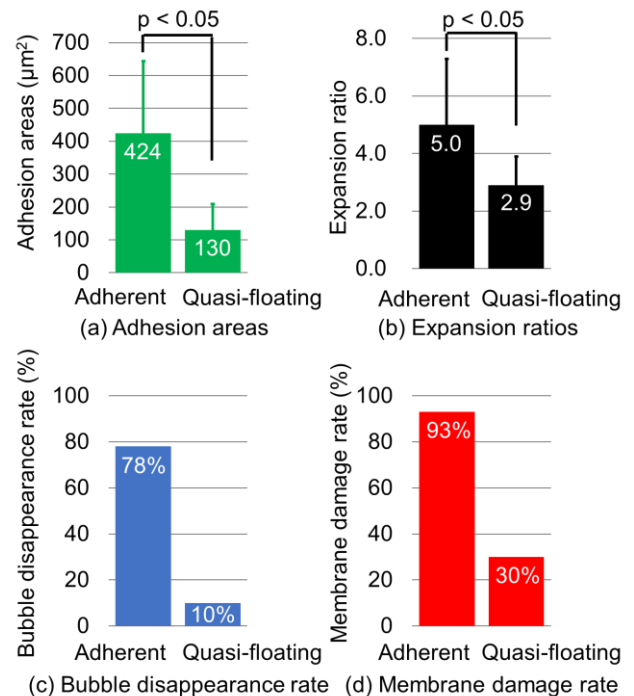 p < 0.05
Adhesion areas (µm²)
700
600
500
400
300
200
100
0
424
130
Adherent Quasi-floating
(a) Adhesion areas
p < 0.05
Expansion ratio
8.0
6.0
4.0
2.0
0.0
5.0
2.9
Adherent Quasi-floating
(b) Expansion ratios
Bubble disappearance rate (%)
100
80
60
40
20
0
78%
10%
Adherent Quasi-floating
(c) Bubble disappearance rate
Membrane damage rate (%)
100
80
60
40
20
0
93%
30%
Adherent Quasi-floating
(d) Membrane damage rate